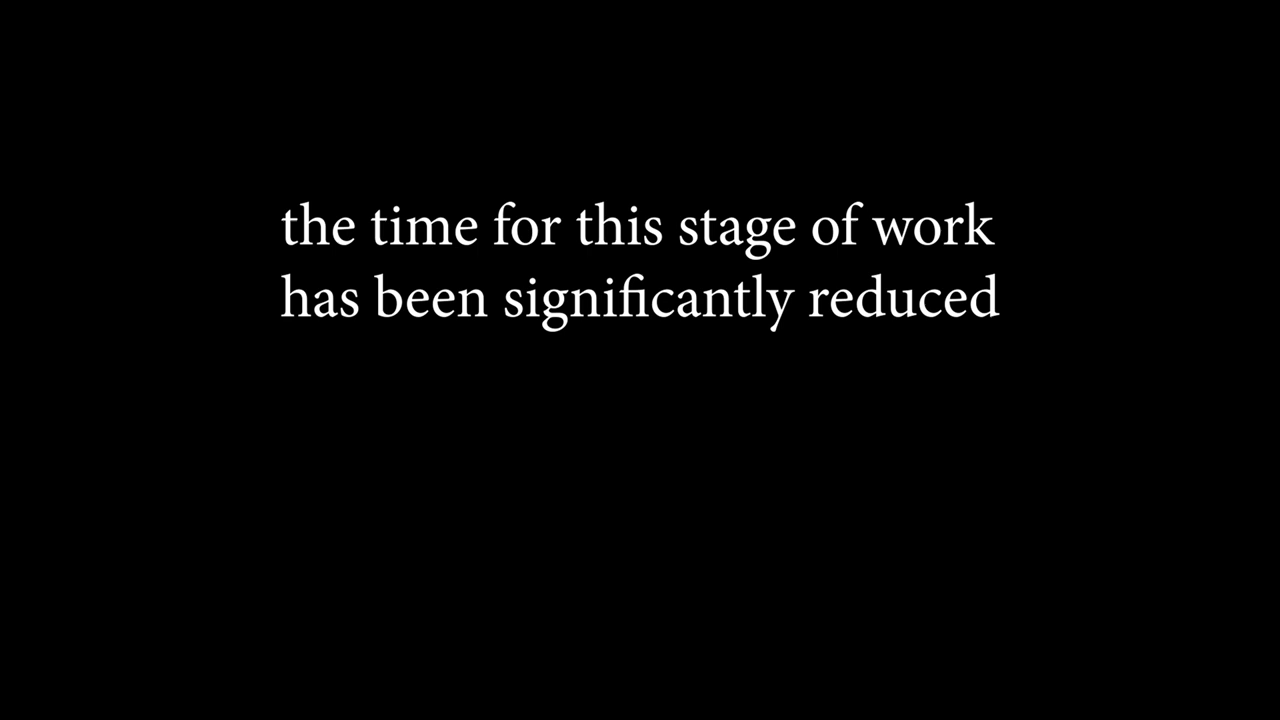 the time for this stage of work
has been significantly reduced